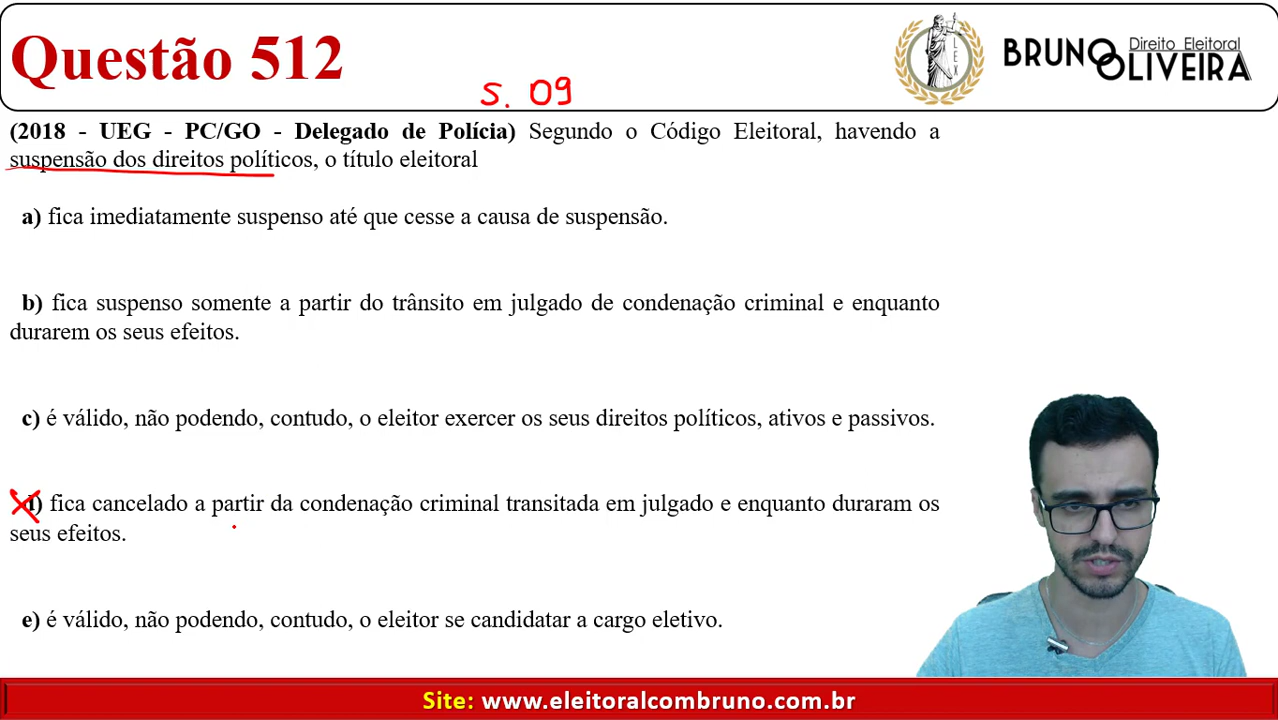 Questão 512
LEX
BRUNO OLIVEIRA
Direito Eleitoral
S. 09
(2018 - UEG - PC/GO - Delegado de Polícia) Segundo o Código Eleitoral, havendo a
suspensão dos direitos políticos, o título eleitoral
a) fica imediatamente suspenso até que cesse a causa de suspensão.
b) fica suspenso somente a partir do trânsito em julgado de condenação criminal e enquanto
durarem os seus efeitos.
c) é válido, não podendo, contudo, o eleitor exercer os seus direitos políticos, ativos e passivos.
d) fica cancelado a partir da condenação criminal transitada em julgado e enquanto duraram os
seus efeitos.
e) é válido, não podendo, contudo, o eleitor se candidatar a cargo eletivo.
Site: www.eleitoralcombruno.com.br